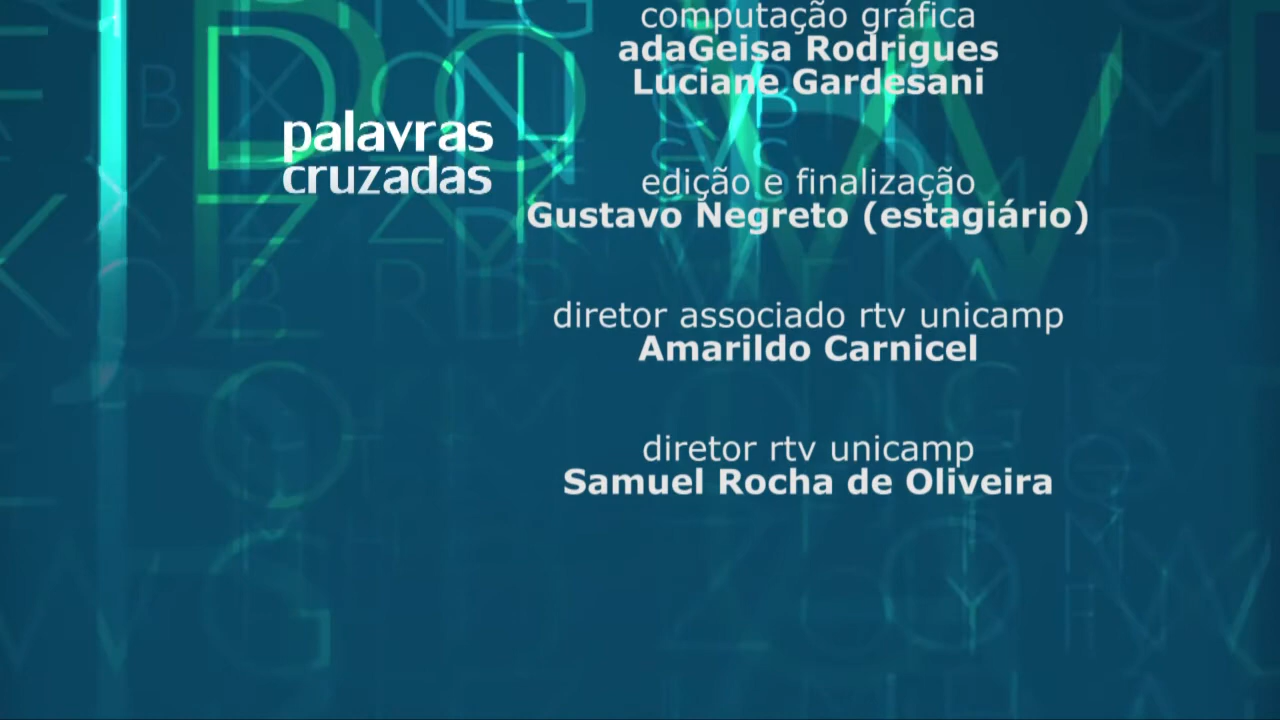 palavras
cruzadas
computação gráfica
adaGeisa Rodrigues
Luciane Gardesani
edição e finalização
Gustavo Negreto (estagiário)
diretor associado rtv unicamp
Amarildo Carnicel
diretor rtv unicamp
Samuel Rocha de Oliveira